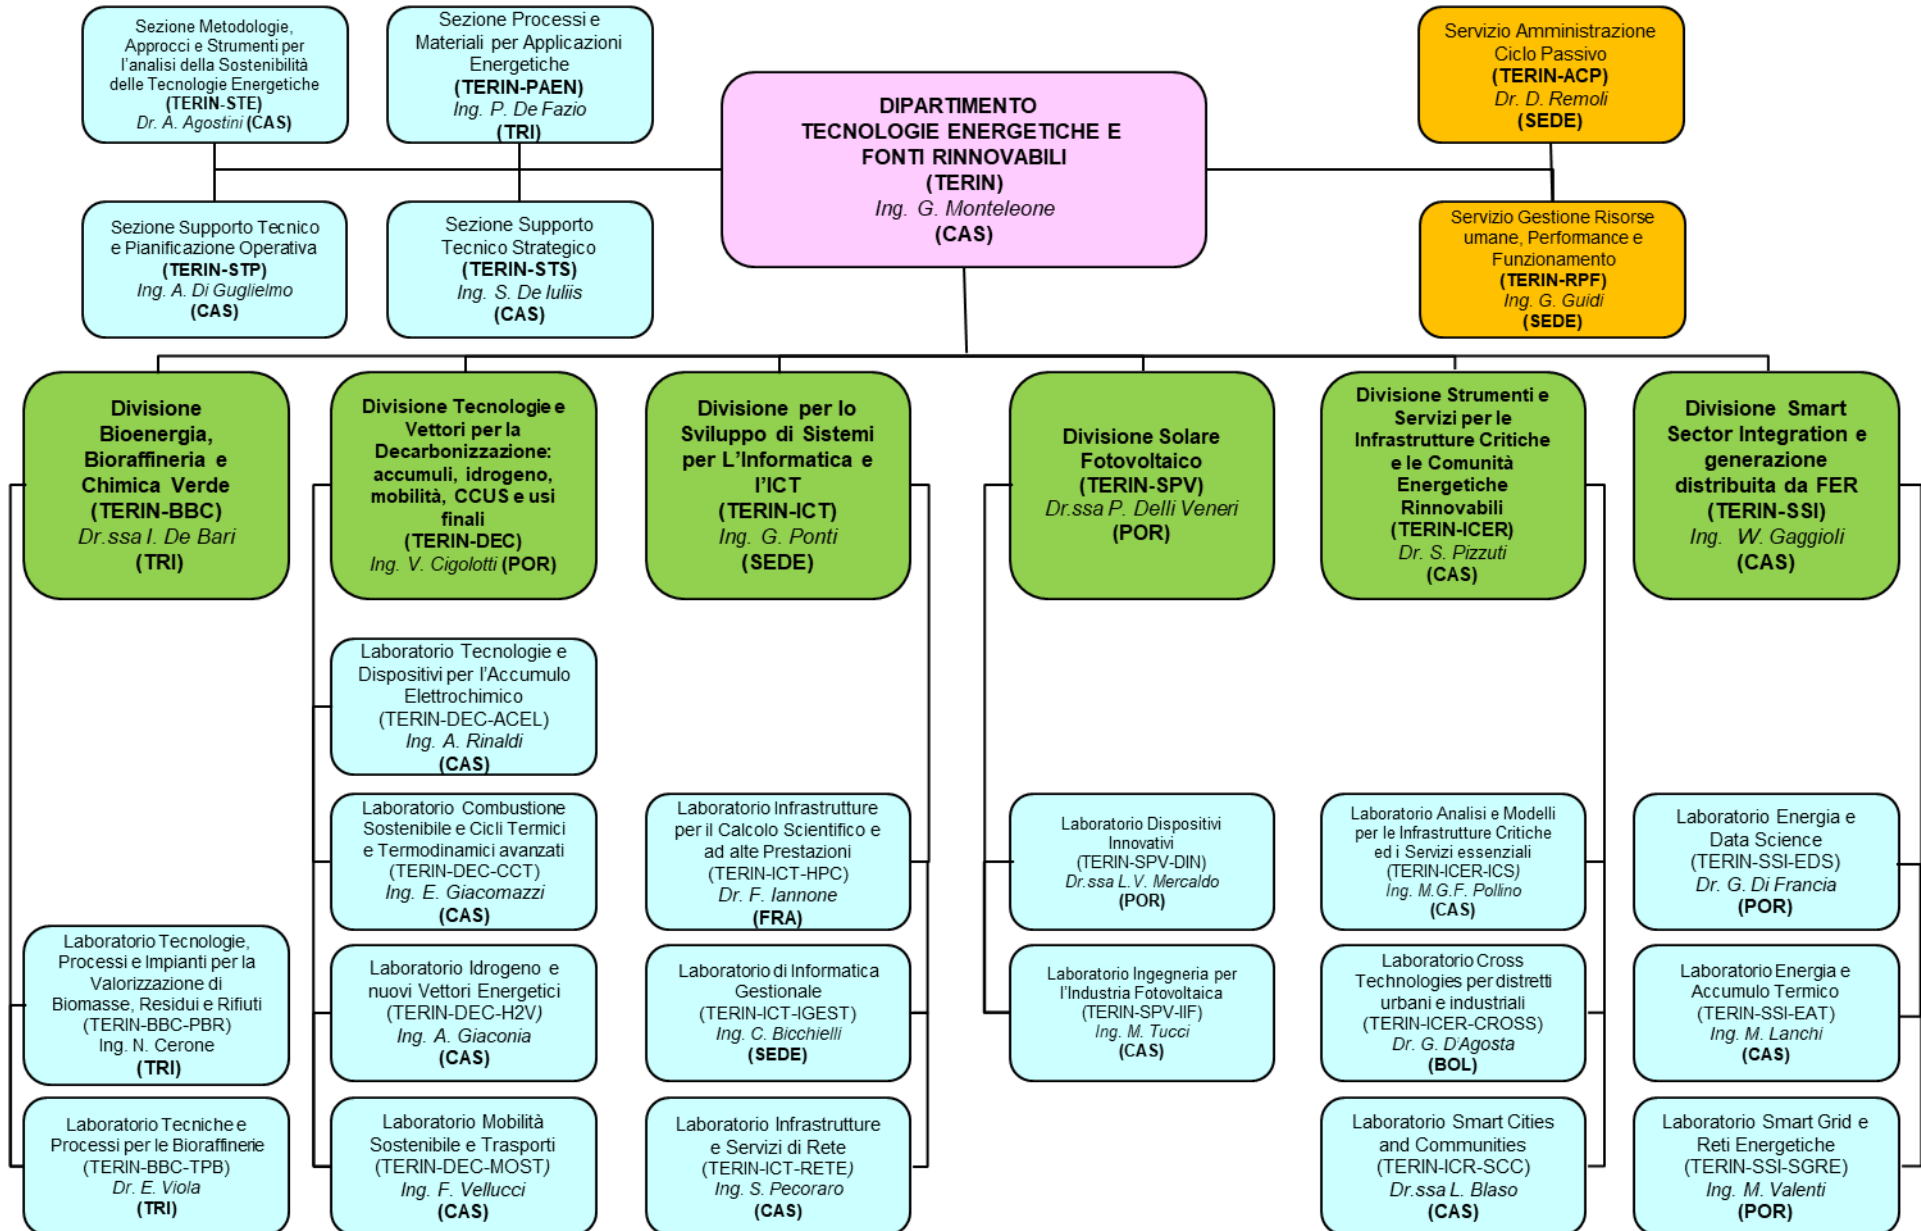 Sezione Metodologie,
Approcci e Strumenti per
l'analisi della Sostenibilità
delle Tecnologie Energetiche
(TERIN-STE)
Dr. A. Agostini (CAS)
Sezione Processi e
Materiali per Applicazioni
Energetiche
(TERIN-PAEN)
Ing. P. De Fazio
(TRI)
Servizio Amministrazione
Ciclo Passivo
(TERIN-ACP)
Dr. D. Remoli
(SEDE)
DIPARTIMENTO
TECNOLOGIE ENERGETICHE E
FONTI RINNOVABILI
(TERIN)
Ing. G. Monteleone
(CAS)
Sezione Supporto Tecnico
e Pianificazione Operativa
(TERIN-STP)
Ing. A. Di Guglielmo
(CAS)
Sezione Supporto
Tecnico Strategico
(TERIN-STS)
Ing. S. De Iuliis
(CAS)
Servizio Gestione Risorse
umane, Performance e
Funzionamento
(TERIN-RPF)
Ing. G. Guidi
(SEDE)
Divisione
Bioenergia,
Bioraffineria e
Chimica Verde
(TERIN-BBC)
Dr.ssa I. De Bari
(TRI)
Divisione Tecnologie e
Vettori per la
Decarbonizzazione:
accumuli, idrogeno,
mobilità, CCUS e usi
finali
(TERIN-DEC)
Ing. V. Cigolotti (POR)
Divisione per lo
Sviluppo di Sistemi
per L'Informatica e
l'ICT
(TERIN-ICT)
Ing. G. Ponti
(SEDE)
Divisione Solare
Fotovoltaico
(TERIN-SPV)
Dr.ssa P. Delli Veneri
(POR)
Divisione Strumenti e
Servizi per le
Infrastrutture Critiche
e le Comunità
Energetiche
Rinnovabili
(TERIN-ICER)
Dr. S. Pizzuti
(CAS)
Divisione Smart
Sector Integration e
generazione
distribuita da FER
(TERIN-SSI)
Ing. W. Gaggioli
(CAS)
Laboratorio Tecnologie e
Dispositivi per l'Accumulo
Elettrochimico
(TERIN-DEC-ACEL)
Ing. A. Rinaldi
(CAS)
Laboratorio Combustione
Sostenibile e Cicli Termici
e Termodinamici avanzati
(TERIN-DEC-CCT)
Ing. E. Giacomazzi
(CAS)
Laboratorio Infrastrutture
per il Calcolo Scientifico e
ad alte Prestazioni
(TERIN-ICT-HPC)
Dr. F. Iannone
(FRA)
Laboratorio Dispositivi
Innovativi
(TERIN-SPV-DIN)
Dr.ssa L.V. Mercaldo
(POR)
Laboratorio Analisi e Modelli
per le Infrastrutture Critiche
ed i Servizi essenziali
(TERIN-ICER-ICS)
Ing. M.G.F. Pollino
(CAS)
Laboratorio Energia e
Data Science
(TERIN-SSI-EDS)
Dr. G. Di Francia
(POR)
Laboratorio Tecnologie,
Processi e Impianti per la
Valorizzazione di
Biomasse, Residui e Rifiuti
(TERIN-BBC-PBR)
Ing. N. Cerone
(TRI)
Laboratorio Idrogeno e
nuovi Vettori Energetici
(TERIN-DEC-H2V)
Ing. A. Giaconia
(CAS)
Laboratorio di Informatica
Gestionale
(TERIN-ICT-IGEST)
Ing. C. Bicchielli
(SEDE)
Laboratorio Ingegneria per
l'Industria Fotovoltaica
(TERIN-SPV-IIF)
Ing. M. Tucci
(CAS)
Laboratorio Cross
Technologies per distretti
urbani e industriali
(TERIN-ICER-CROSS)
Dr. G. D'Agosta
(BOL)
Laboratorio Energia e
Accumulo Termico
(TERIN-SSI-EAT)
Ing. M. Lanchi
(CAS)
Laboratorio Tecniche e
Processi per le Bioraffinerie
(TERIN-BBC-TPB)
Dr. E. Viola
(TRI)
Laboratorio Mobilità
Sostenibile e Trasporti
(TERIN-DEC-MOST)
Ing. F. Vellucci
(CAS)
Laboratorio Infrastrutture
e Servizi di Rete
(TERIN-ICT-RETE)
Ing. S. Pecoraro
(CAS)
Laboratorio Smart Cities
and Communities
(TERIN-ICR-SCC)
Dr.ssa L. Blaso
(CAS)
Laboratorio Smart Grid e
Reti Energetiche
(TERIN-SSI-SGRE)
Ing. M. Valenti
(POR)